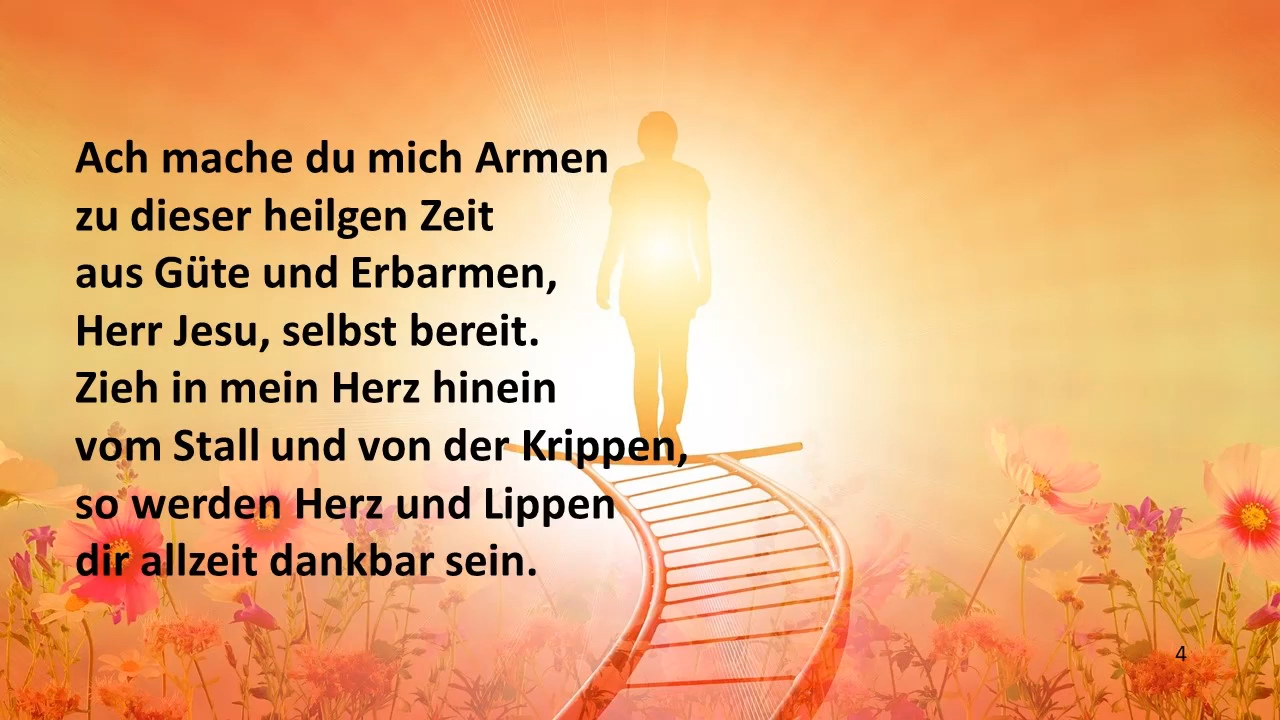 Ach mache du mich Armen
zu dieser heilgen Zeit
aus Güte und Erbarmen,
Herr Jesu, selbst bereit.
Zieh in mein Herz hinein
vom Stall und von der Krippen,
so werden Herz und Lippen
dir allzeit dankbar sein.
4